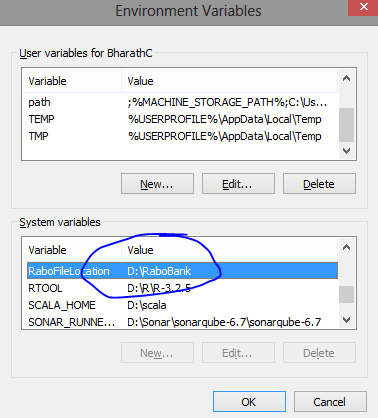 Environment Variables
User variables for BharathC
Variable Value
path ;%MACHINE_STORAGE_PATH%;C:\Us...
TEMP %USERPROFILE%\AppData\Local\Temp
TMP %USERPROFILE%\AppData\Local\Temp
New... Edit... Delete
System variables
Variable Value
RaboFileLocation D:\RaboBank
RTOOL D:\R\R-3.2.5
SCALA_HOME D:\scala
SONAR_RUNNE... D:\Sonar\sonarqube-6.7\sonarqube-6.7
New... Edit... Delete
OK Cancel